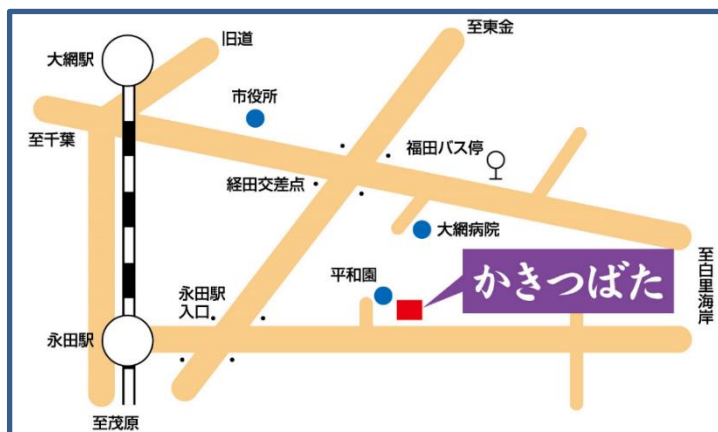 至東金
旧道
大網駅
市役所
至千葉
福田バス停
経田交差点
大網病院
至白里海岸
平和園
かきつばた
永田駅
入口
永田駅
至茂原